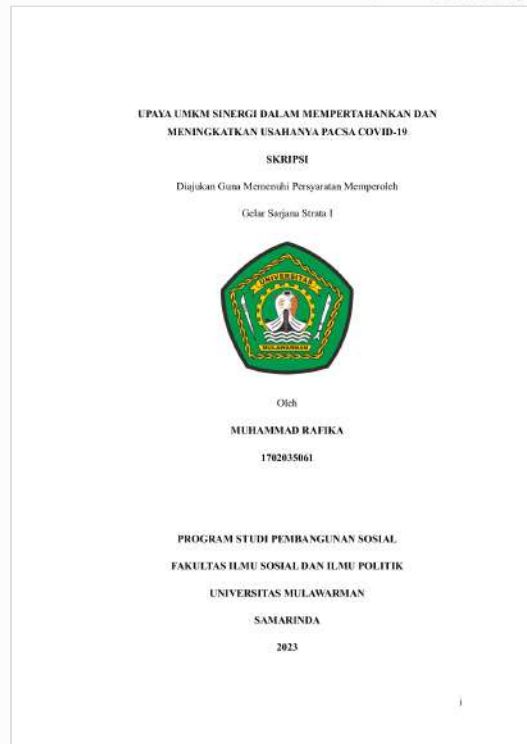 UPAYA UMKM SINERGI DALAM MEMPERTAHANKAN DAN
MENINGKATKAN USAHANYA PACSA COVID-19
SKRIPSI
Diajukan Guna Memenuhi Persyaratan Memperoleh
Gelar Sarjana Strata I
UNIVERSITAS
MULAWARMAN
Oleh
MUHAMMAD RAFIKA
1702035061
PROGRAM STUDI PEMBANGUNAN SOSIAL
FAKULTAS ILMU SOSIAL DAN ILMU POLITIK
UNIVERSITAS MULAWARMAN
SAMARINDA
2023
i